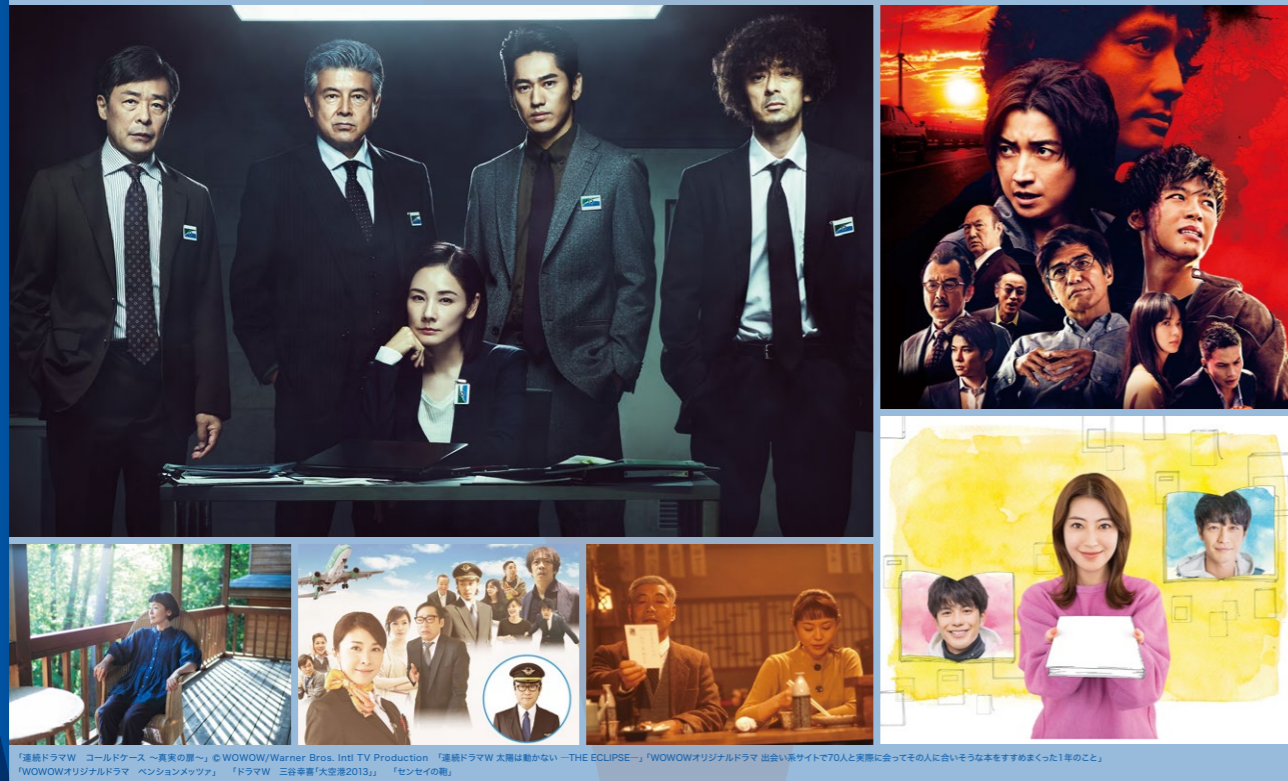 「連続ドラマW　コールドケース ～真実の扉～」© WOWOW/Warner Bros. Intl TV Production　「連続ドラマW 太陽は動かない ―THE ECLIPSE―」「WOWOWオリジナルドラマ 出会い系サイトで70人と実際に会ってその人に合いそうな本をすすめまくった1年のこと」
「WOWOWオリジナルドラマ　ペンションメッツァ」　「ドラマW　三谷幸喜「大空港2013」」　「センセイの鞄」